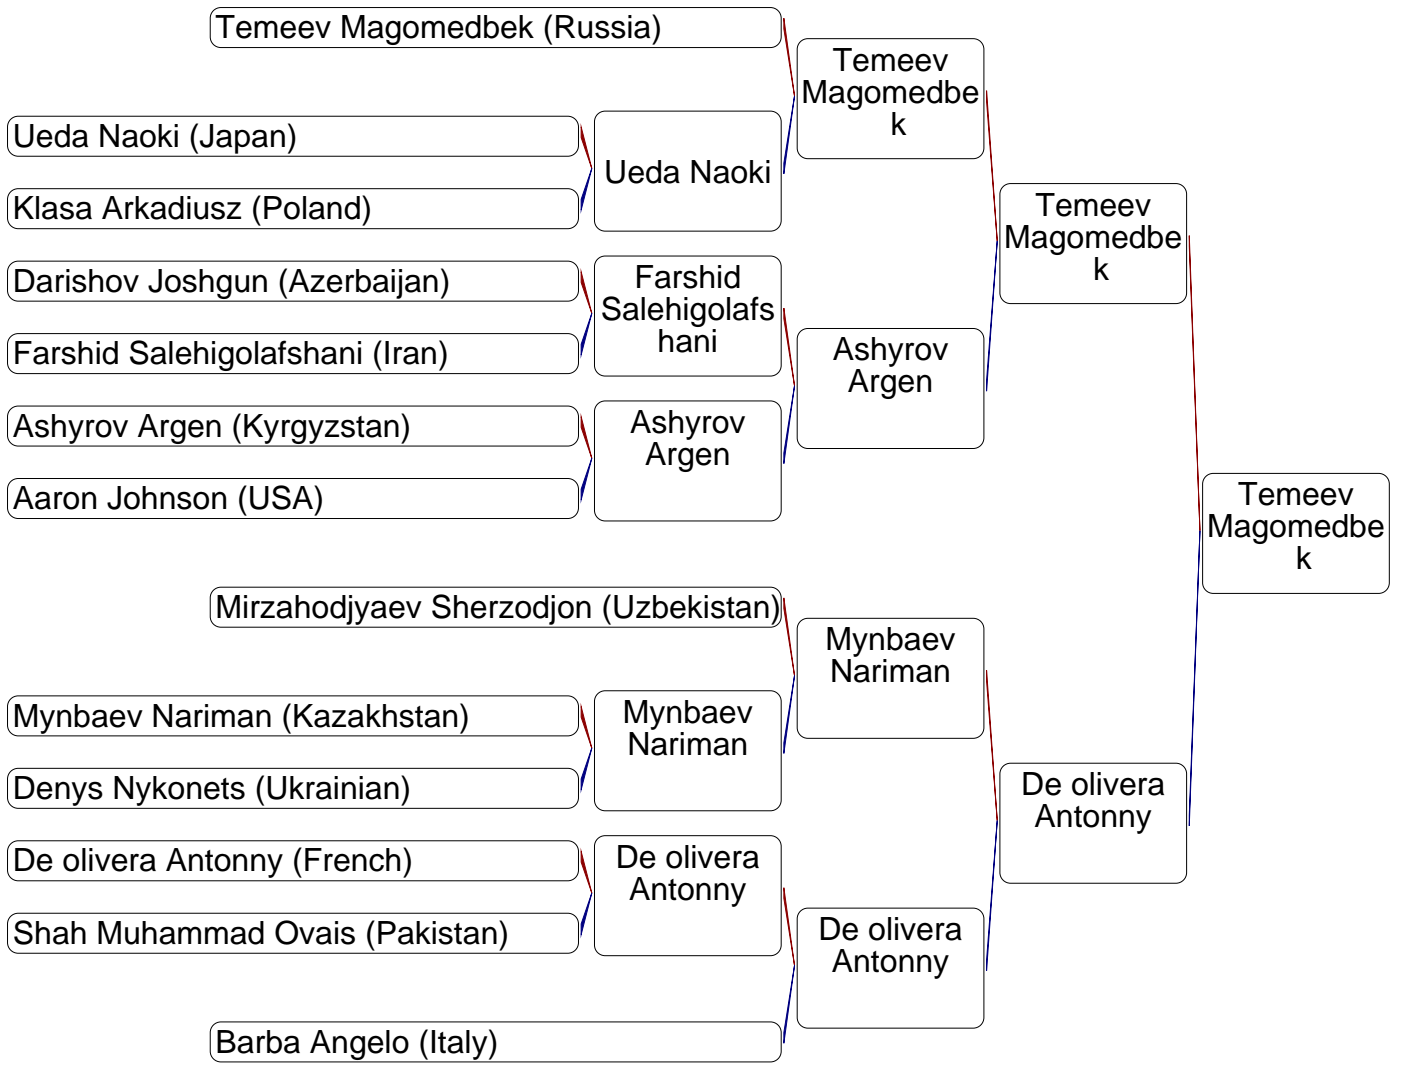 Temeev Magomedbek (Russia)
Ueda Naoki (Japan)
Klasa Arkadiusz (Poland)
Darishov Joshgun (Azerbaijan)
Farshid Salehigolafshani (Iran)
Ashyrov Argen (Kyrgyzstan)
Aaron Johnson (USA)
Mirzahodjyaev Sherzodjon (Uzbekistan)
Mynbaev Nariman (Kazakhstan)
Denys Nykonets (Ukrainian)
De olivera Antonny (French)
Shah Muhammad Ovais (Pakistan)
Barba Angelo (Italy)
Ueda Naoki
Farshid
Salehigolafs
hani
Ashyrov
Argen
Mynbaev
Nariman
De olivera
Antonny
Temeev
Magomedbe
k
Ashyrov
Argen
Mynbaev
Nariman
De olivera
Antonny
Temeev
Magomedbe
k
De olivera
Antonny
Temeev
Magomedbe
k